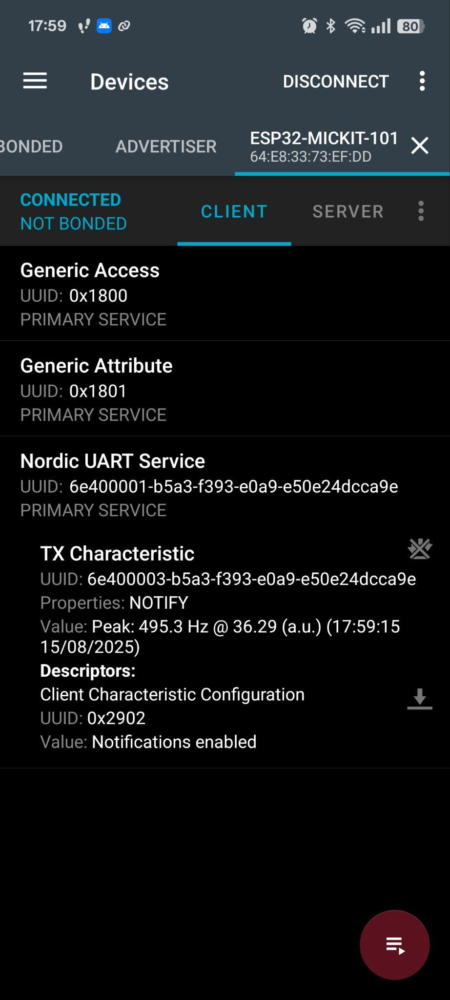 17:59
80
Devices
DISCONNECT
BONDED
ADVERTISER
ESP32-MICKIT-101
64:E8:33:73:EF:DD
CONNECTED
NOT BONDED
CLIENT
SERVER
Generic Access
UUID: 0x1800
PRIMARY SERVICE
Generic Attribute
UUID: 0x1801
PRIMARY SERVICE
Nordic UART Service
UUID: 6e400001-b5a3-f393-e0a9-e50e24dcca9e
PRIMARY SERVICE
TX Characteristic
UUID: 6e400003-b5a3-f393-e0a9-e50e24dcca9e
Properties: NOTIFY
Value: Peak: 495.3 Hz @ 36.29 (a.u.) (17:59:15
15/08/2025)
Descriptors:
Client Characteristic Configuration
UUID: 0x2902
Value: Notifications enabled